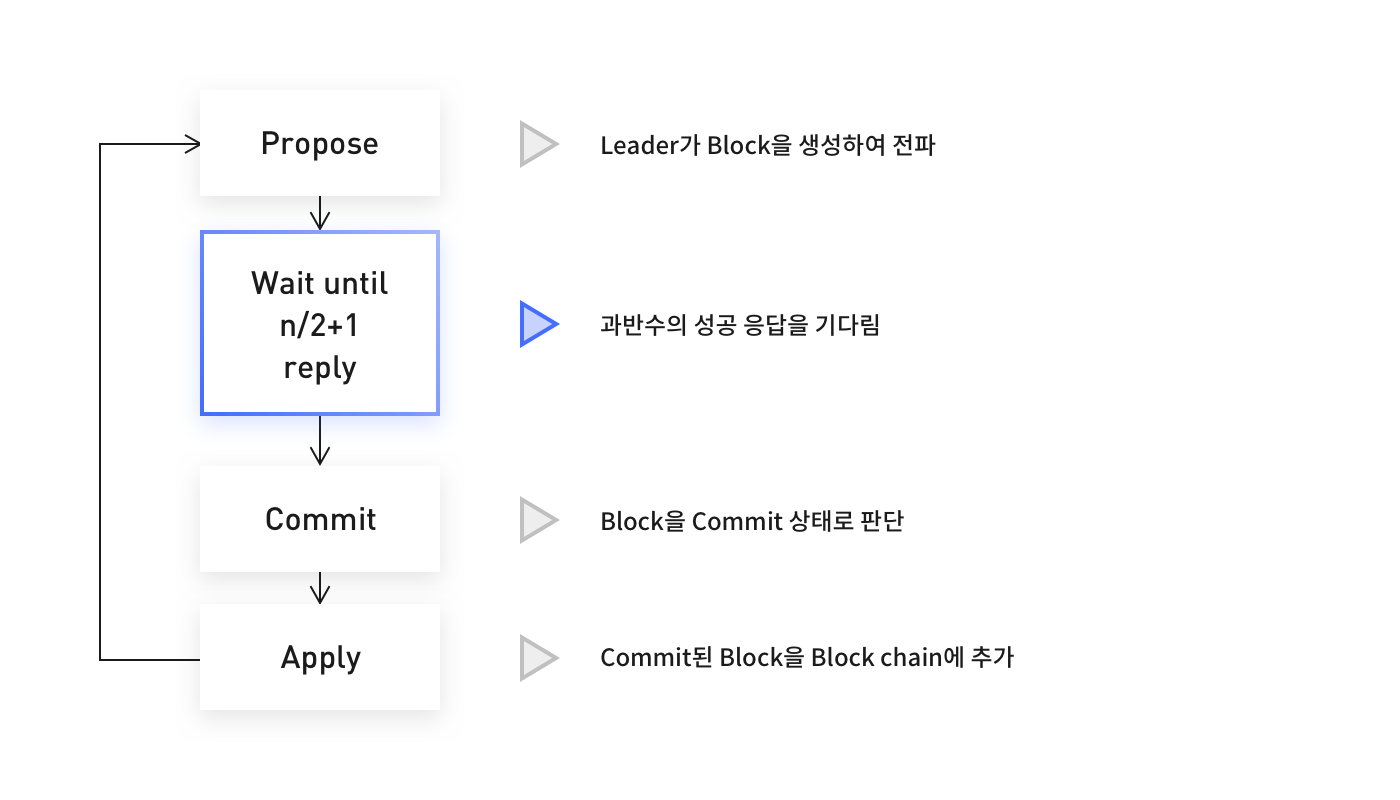 Propose
Leader가 Block을 생성하여 전파
Wait until
n/2+1
reply
과반수의 성공 응답을 기다림
Commit
Block을 Commit 상태로 판단
Apply
Commit된 Block을 Block chain에 추가